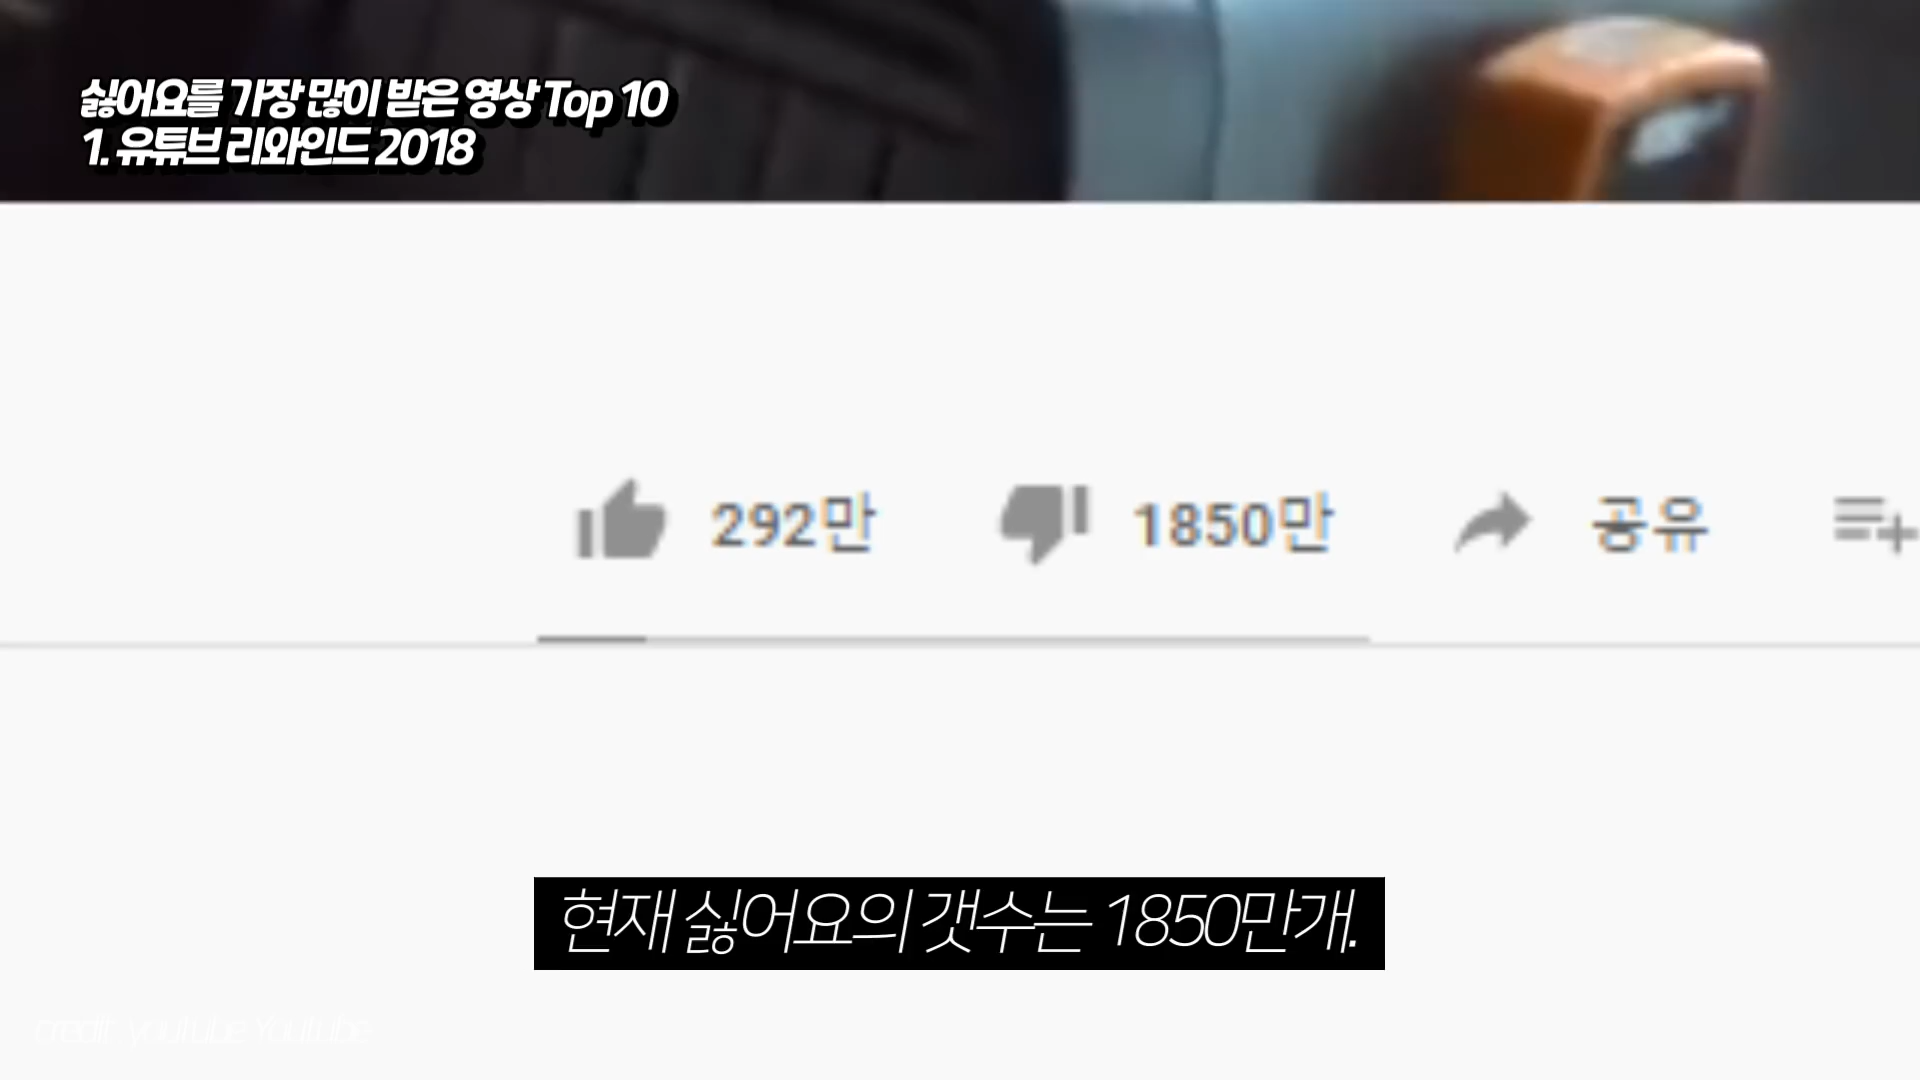 싫어요를 가장 많이 받은 영상 Top 10
1. 유튜브 리와인드 2018
292만 1850만 공유
현재 싫어요의 갯수는 1850만개.
credit: youtube Youtube